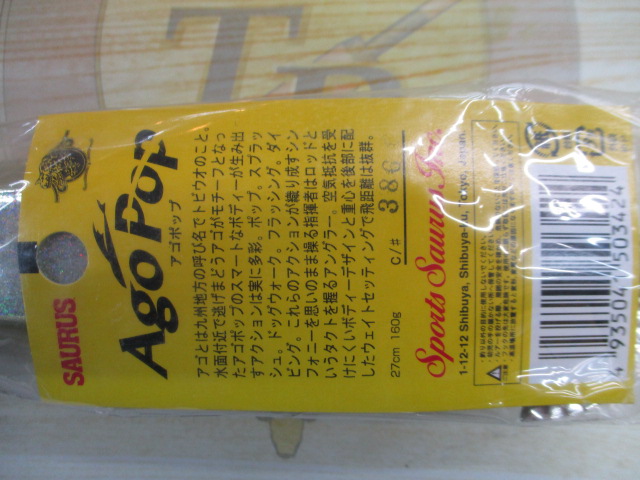 SAURUS
Ago Pop
アゴポップ
アゴとは九州地方の呼び名でトビウオのこと。
水面付近で逃げまどうアゴがモチーフとなっ
たアゴポップのスマートなボディーが生み出
すアクションは実に多彩。ポップ。スプラッ
シュ。ドッグウォーク。フラッシング。ダイ
ビング。これらのアクションが織り成すシン
フォニーを思いのまま操る指揮者はロッドと
いうタクトを握るアングラー。空気抵抗を受
けにくいボディーデザインと重心を後部に配
したウェイトセッティングで飛距離は抜群。
27cm 160g
C/#
Sports Saurus Inc.
1-12-12 Shibuya, Shibuya-ku, Tokyo, Japan